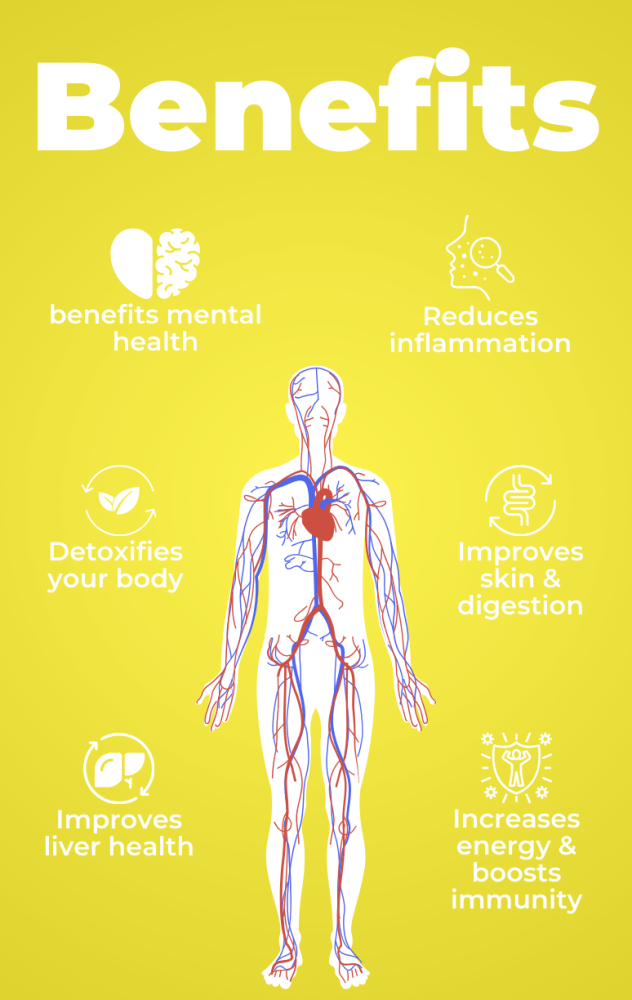 Benefits
benefits mental
health
Reduces
inflammation
Detoxifies
your body
Improves
skin &
digestion
Improves
liver health
Increases
energy &
boosts
immunity